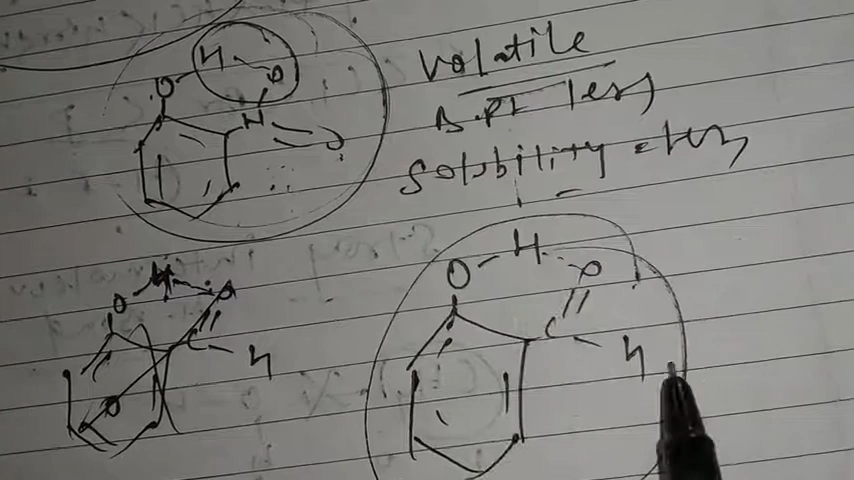 Volatile
B.pt less
Solubility - less
O - H
O
N
O
O - H
O
C - H
O - H
O
C - H